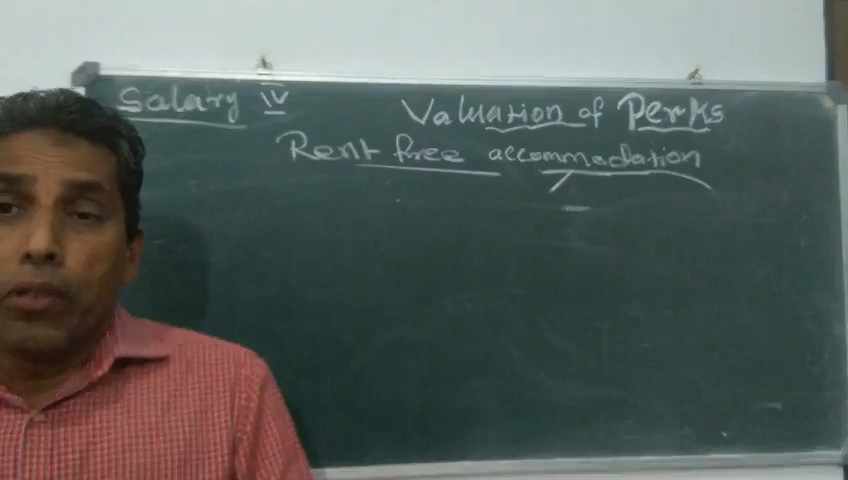 Salary IV
Valuation of Perks
Rent free accommodation